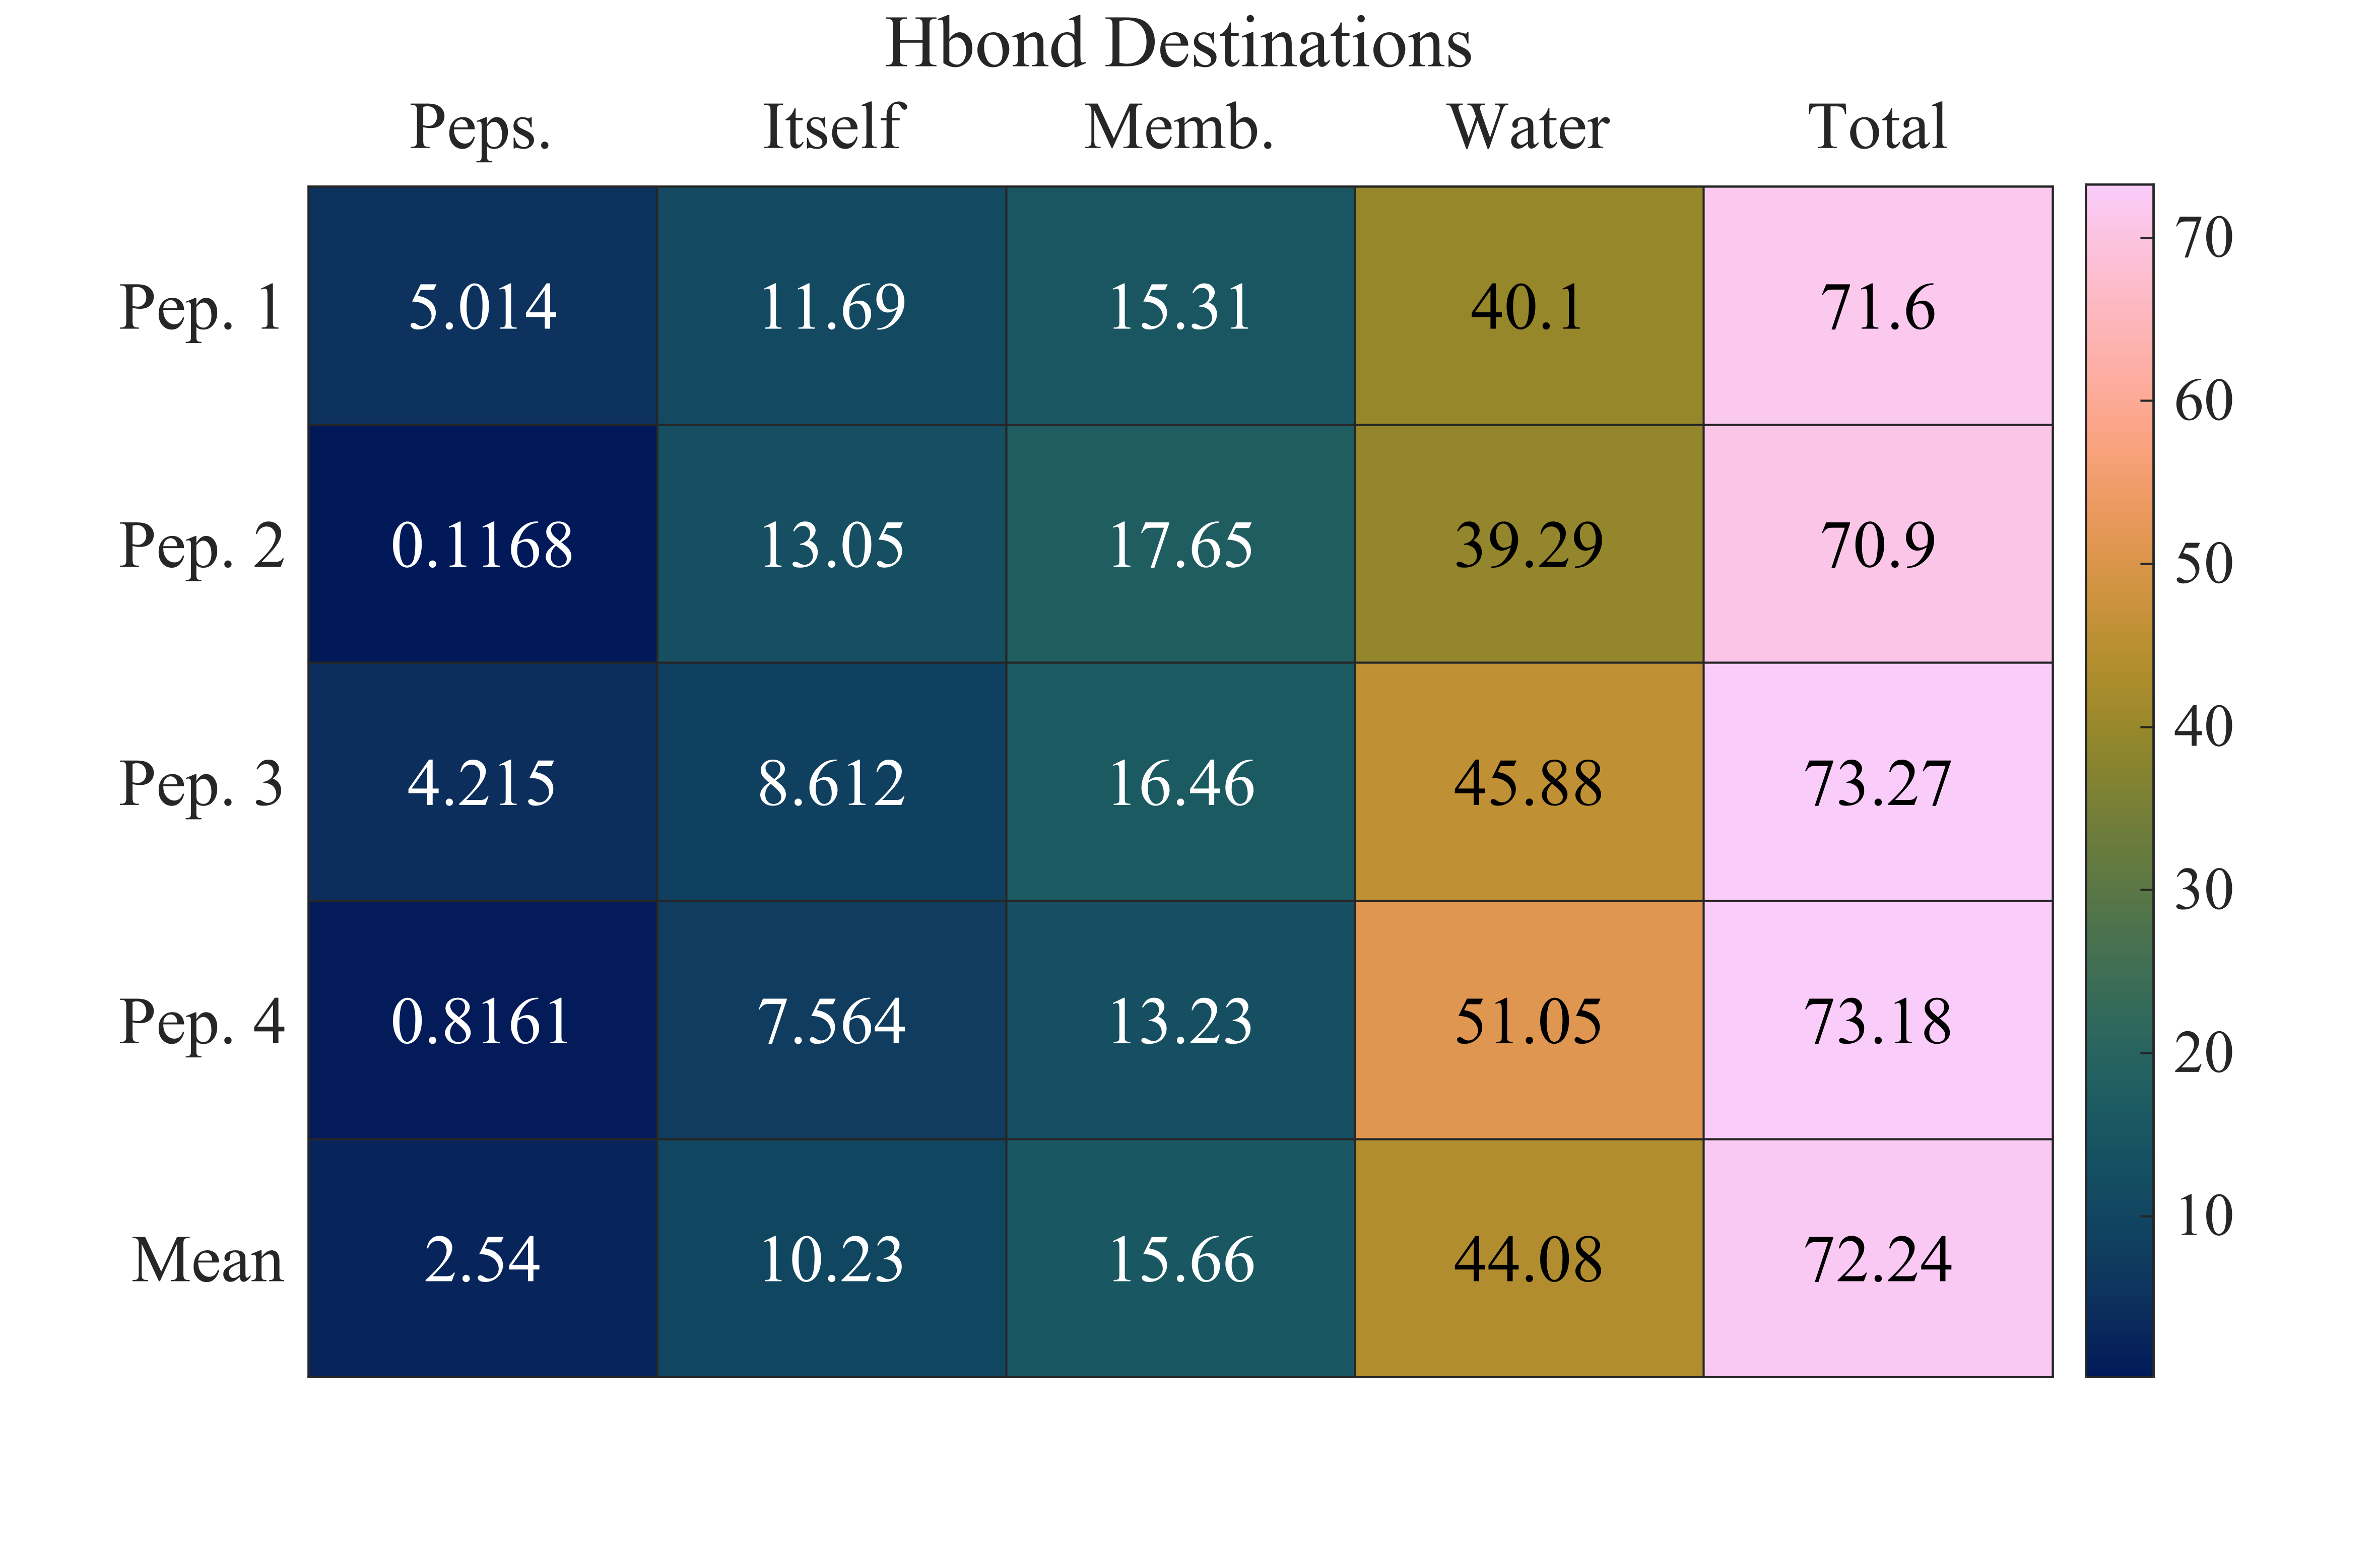 Hbond Destinations
Peps. Itself Memb. Water Total
Pep. 1 5.014 11.69 15.31 40.1 71.6
Pep. 2 0.1168 13.05 17.65 39.29 70.9
Pep. 3 4.215 8.612 16.46 45.88 73.27
Pep. 4 0.8161 7.564 13.23 51.05 73.18
Mean 2.54 10.23 15.66 44.08 72.24
70
60
50
40
30
20
10